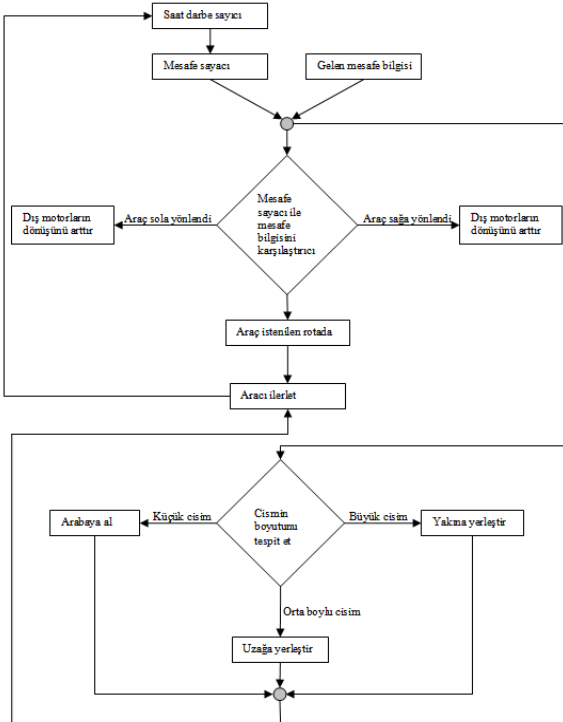 Saat darbe sayıcı
Mesafe sayacı
Gelen mesafe bilgisi
Mesafe
sayacı ile
mesafe
bilgisini
karşılaştırıcı
Araç sola yönlendi
Araç sağa yönlendi
Dış motorların
dönüşünü arttır
Dış motorların
dönüşünü arttır
Araç istenilen rotada
Aracı ilerlet
Cismin
boyutunu
tespit et
Küçük cisim
Büyük cisim
Arabaya al
Yakına yerleştir
Orta boylu cisim
Uzağa yerleştir